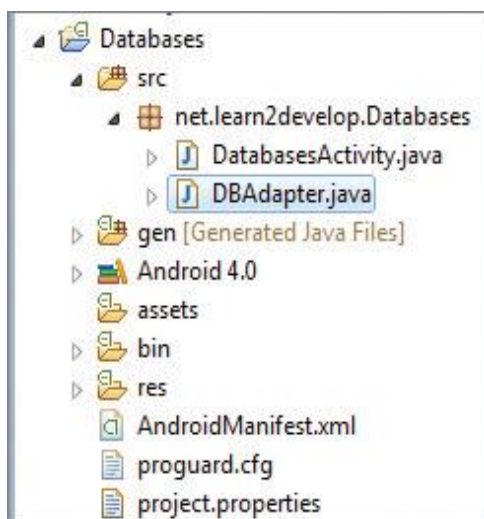 Databases
src
net.learn2develop.Databases
DatabasesActivity.java
DBAdapter.java
gen [Generated Java Files]
Android 4.0
assets
bin
res
AndroidManifest.xml
proguard.cfg
project.properties